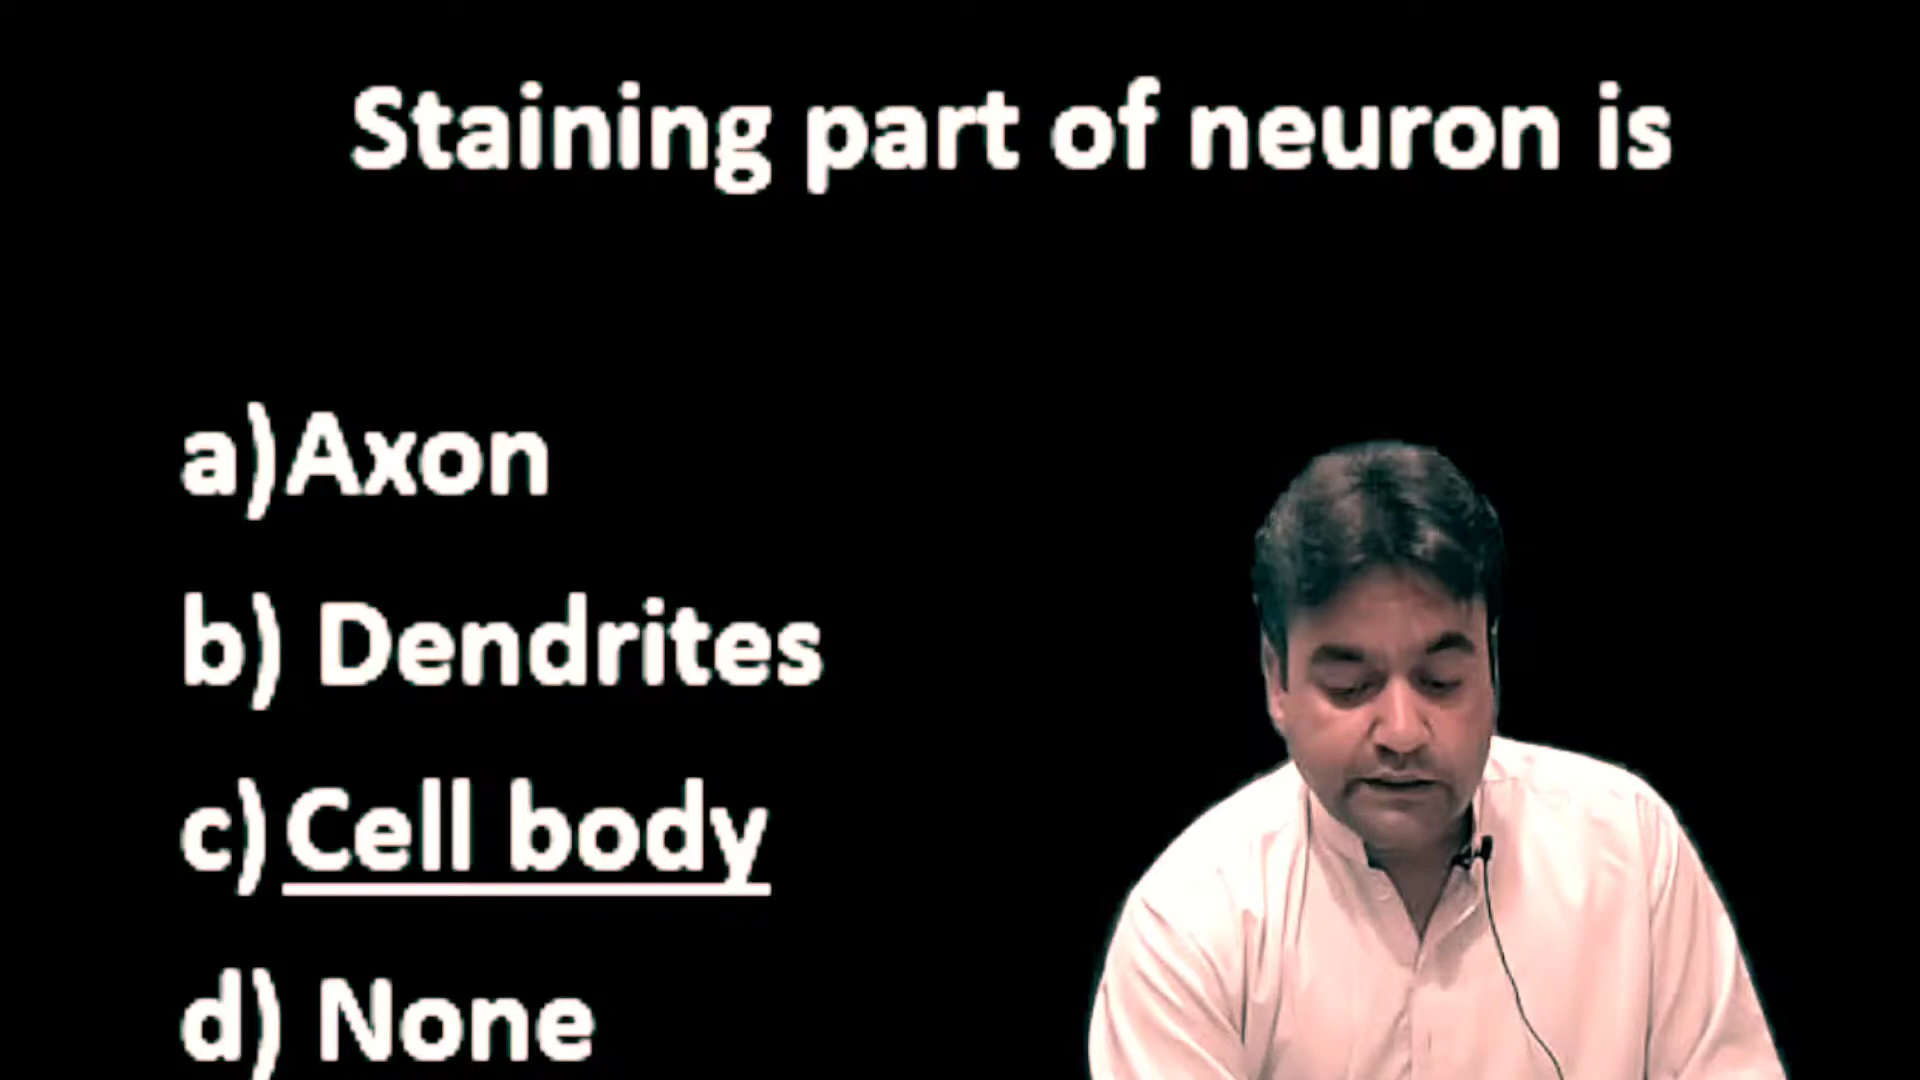 Staining part of neuron is
a)Axon
b) Dendrites
c) Cell body
d) None